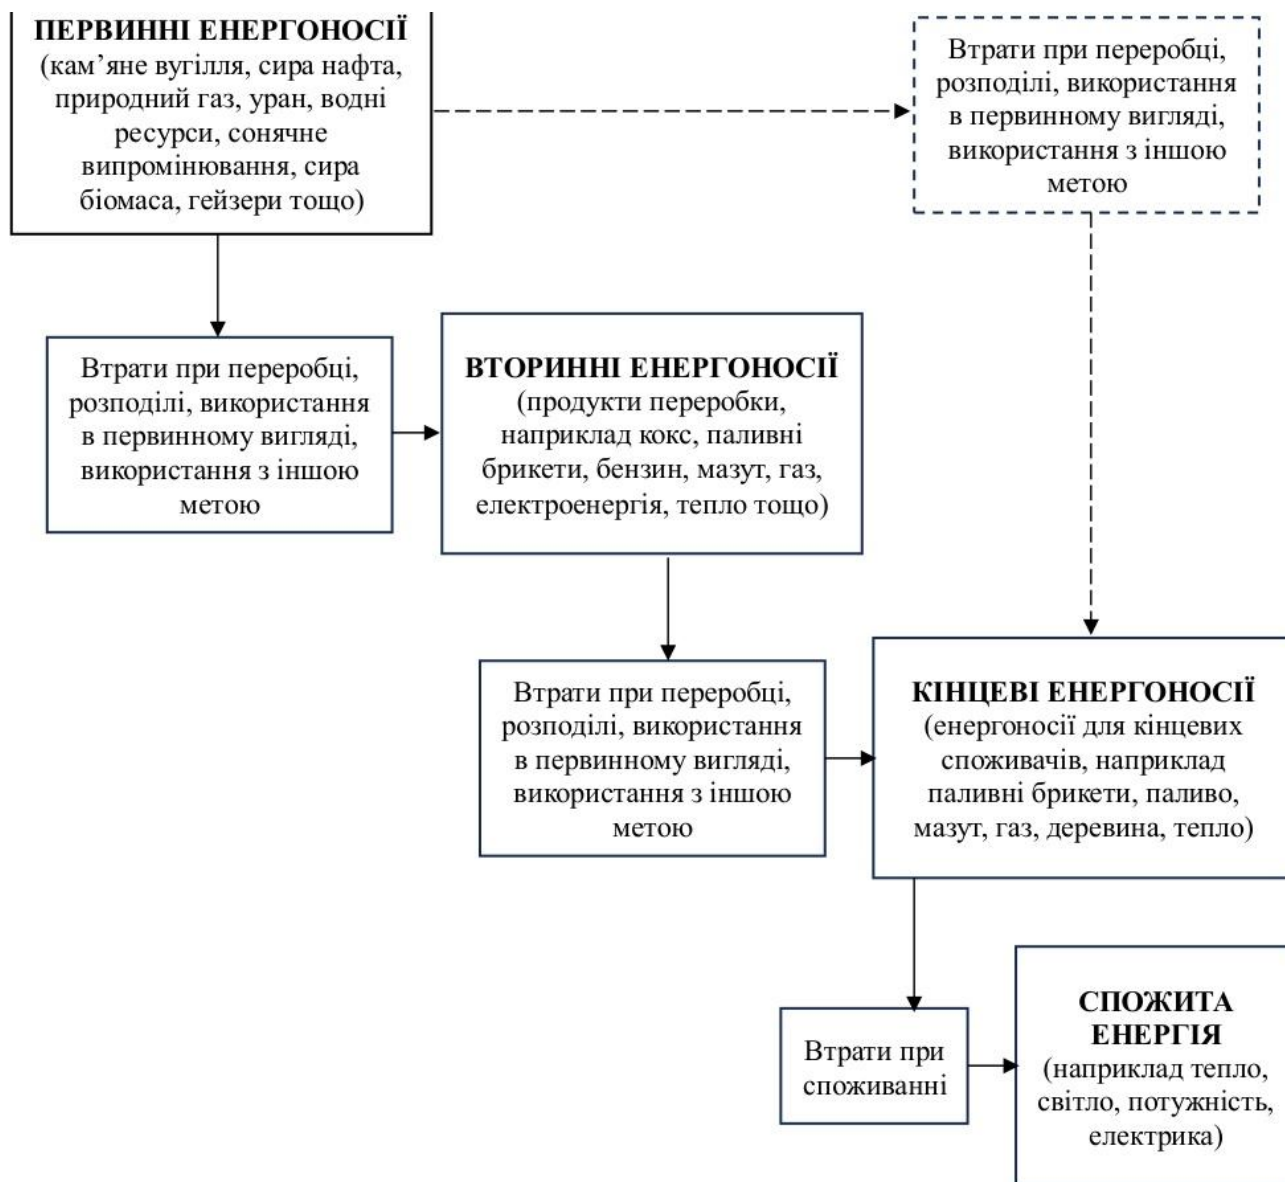 ПЕРВИННІ ЕНЕРГОНОСІЇ
(кам’яне вугілля, сира нафта,
природний газ, уран, водні
ресурси, сонячне
випромінювання, сира
біомаса, гейзери тощо)
Втрати при переробці,
розподілі, використання
в первинному вигляді,
використання з іншою
метою
Втрати при переробці,
розподілі, використання
в первинному вигляді,
використання з іншою
метою
ВТОРИННІ ЕНЕРГОНОСІЇ
(продукти переробки,
наприклад кокс, паливні
брикети, бензин, мазут, газ,
електроенергія, тепло тощо)
Втрати при переробці,
розподілі, використання
в первинному вигляді,
використання з іншою
метою
КІНЦЕВІ ЕНЕРГОНОСІЇ
(енергоносії для кінцевих
споживачів, наприклад
паливні брикети, паливо,
мазут, газ, деревина, тепло)
Втрати при
споживанні
СПОЖИТА
ЕНЕРГІЯ
(наприклад тепло,
світло, потужність,
електрика)